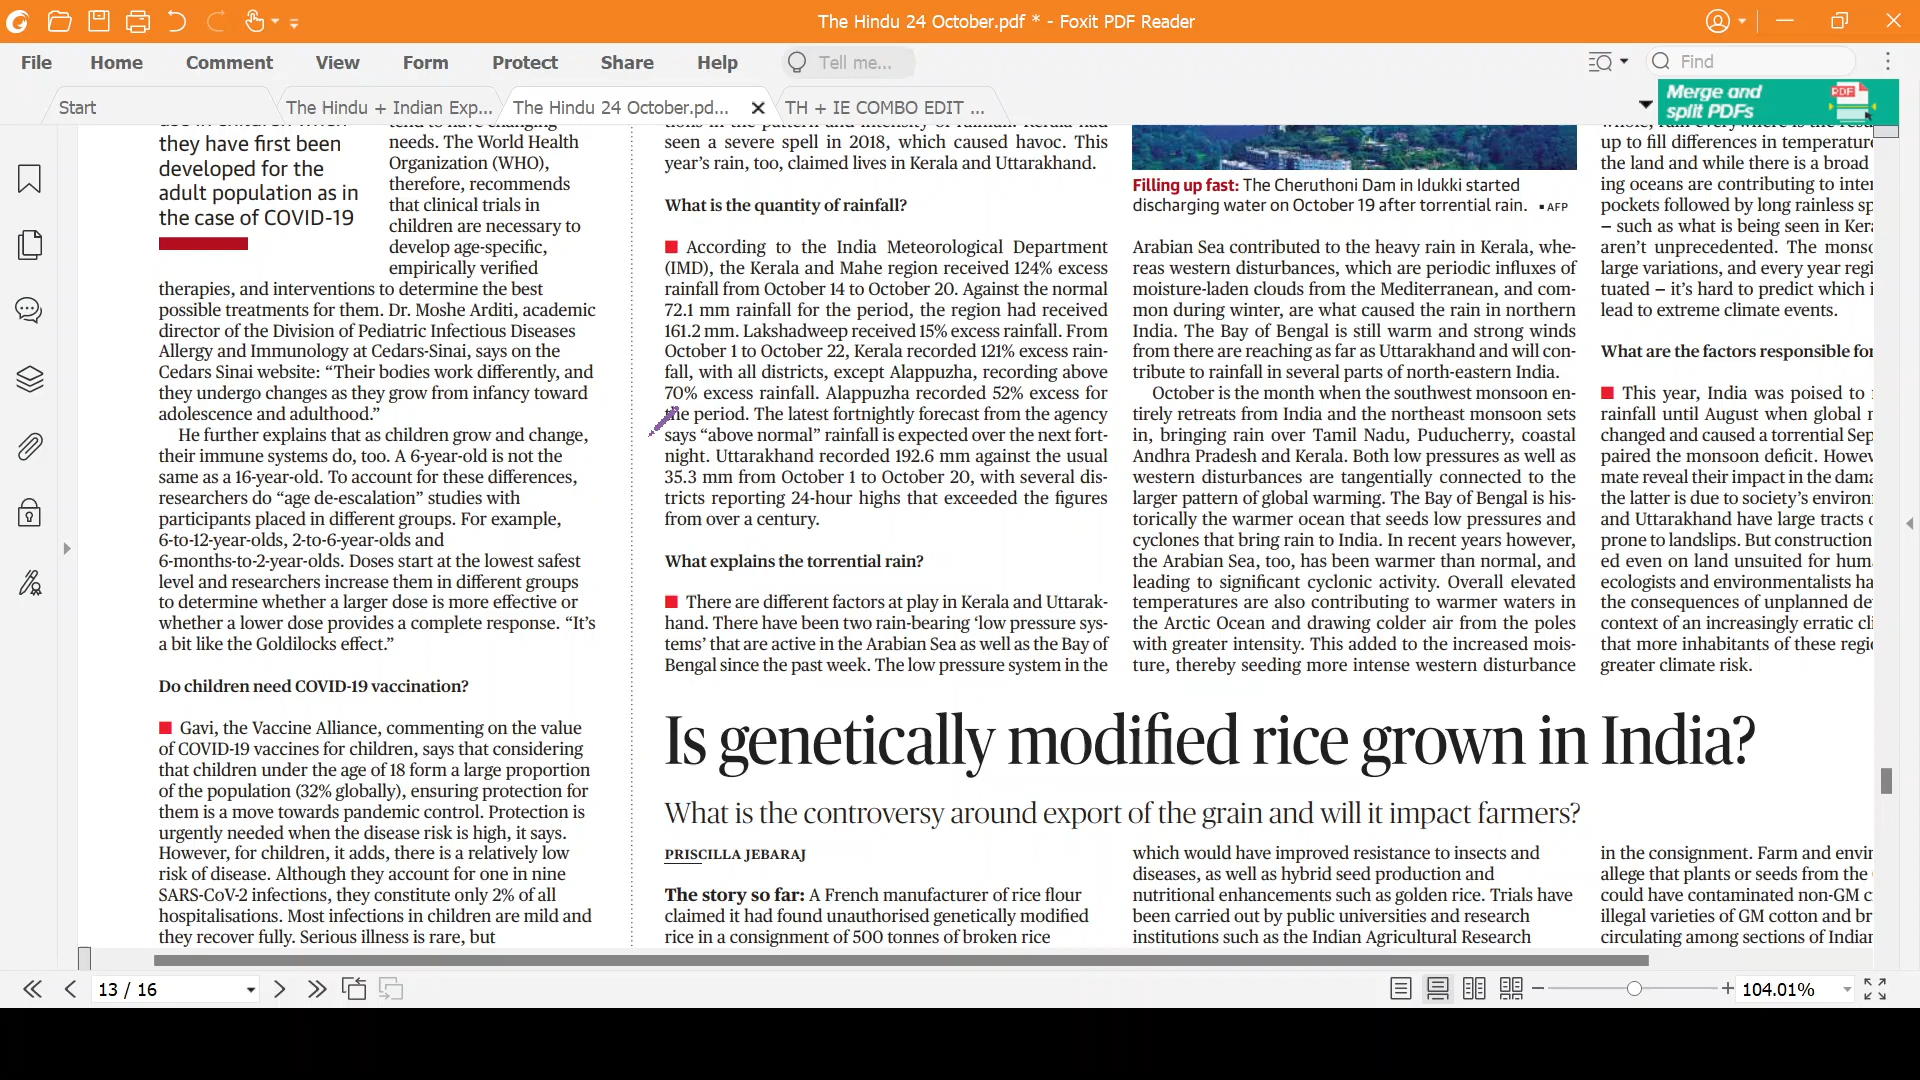 The Hindu 24 October.pdf * - Foxit PDF Reader
File Home Comment View Form Protect Share Help Tell me... Find
Start The Hindu + Indian Exp... The Hindu 24 October.pd... TH + IE COMBO EDIT ...
Merge and
split PDFs
PDF
they have first been
developed for the
adult population as in
the case of COVID-19
needs. The World Health
Organization (WHO),
therefore, recommends
that clinical trials in
children are necessary to
develop age-specific,
empirically verified
therapies, and interventions to determine the best
possible treatments for them. Dr. Moshe Arditi, academic
director of the Division of Pediatric Infectious Diseases
Allergy and Immunology at Cedars-Sinai, says on the
Cedars Sinai website: “Their bodies work differently, and
they undergo changes as they grow from infancy toward
adolescence and adulthood.”
He further explains that as children grow and change,
their immune systems do, too. A 6-year-old is not the
same as a 16-year-old. To account for these differences,
researchers do “age de-escalation” studies with
participants placed in different groups. For example,
6-to-12-year-olds, 2-to-6-year-olds and
6-months-to-2-year-olds. Doses start at the lowest safest
level and researchers increase them in different groups
to determine whether a larger dose is more effective or
whether a lower dose provides a complete response. “It’s
a bit like the Goldilocks effect.”
Do children need COVID-19 vaccination?
Gavi, the Vaccine Alliance, commenting on the value
of COVID-19 vaccines for children, says that considering
that children under the age of 18 form a large proportion
of the population (32% globally), ensuring protection for
them is a move towards pandemic control. Protection is
urgently needed when the disease risk is high, it says.
However, for children, it adds, there is a relatively low
risk of disease. Although they account for one in nine
SARS-CoV-2 infections, they constitute only 2% of all
hospitalisations. Most infections in children are mild and
they recover fully. Serious illness is rare, but
seen a severe spell in 2018, which caused havoc. This
year’s rain, too, claimed lives in Kerala and Uttarakhand.
What is the quantity of rainfall?
According to the India Meteorological Department
(IMD), the Kerala and Mahe region received 124% excess
rainfall from October 14 to October 20. Against the normal
72.1 mm rainfall for the period, the region had received
161.2 mm. Lakshadweep received 15% excess rainfall. From
October 1 to October 22, Kerala recorded 121% excess rain-
fall, with all districts, except Alappuzha, recording above
70% excess rainfall. Alappuzha recorded 52% excess for
the period. The latest fortnightly forecast from the agency
says “above normal” rainfall is expected over the next fort-
night. Uttarakhand recorded 192.6 mm against the usual
35.3 mm from October 1 to October 20, with several dis-
tricts reporting 24-hour highs that exceeded the figures
from over a century.
What explains the torrential rain?
There are different factors at play in Kerala and Uttarak-
hand. There have been two rain-bearing ‘low pressure sys-
tems’ that are active in the Arabian Sea as well as the Bay of
Bengal since the past week. The low pressure system in the
Filling up fast: The Cheruthoni Dam in Idukki started
discharging water on October 19 after torrential rain. ▪ AFP
Arabian Sea contributed to the heavy rain in Kerala, whe-
reas western disturbances, which are periodic influxes of
moisture-laden clouds from the Mediterranean, and com-
mon during winter, are what caused the rain in northern
India. The Bay of Bengal is still warm and strong winds
from there are reaching as far as Uttarakhand and will con-
tribute to rainfall in several parts of north-eastern India.
October is the month when the southwest monsoon en-
tirely retreats from India and the northeast monsoon sets
in, bringing rain over Tamil Nadu, Puducherry, coastal
Andhra Pradesh and Kerala. Both low pressures as well as
western disturbances are tangentially connected to the
larger pattern of global warming. The Bay of Bengal is his-
torically the warmer ocean that seeds low pressures and
cyclones that bring rain to India. In recent years however,
the Arabian Sea, too, has been warmer than normal, and
leading to significant cyclonic activity. Overall elevated
temperatures are also contributing to warmer waters in
the Arctic Ocean and drawing colder air from the poles
with greater intensity. This added to the increased mois-
ture, thereby seeding more intense western disturbance
up to fill differences in temperature
the land and while there is a broad
ing oceans are contributing to inter
pockets followed by long rainless sp
– such as what is being seen in Kera
aren’t unprecedented. The monso
large variations, and every year regi
tuated – it’s hard to predict which i
lead to extreme climate events.
What are the factors responsible for
This year, India was poised to
rainfall until August when global
changed and caused a torrential Sep
paired the monsoon deficit. Howev
mate reveal their impact in the dama
the latter is due to society’s environ
and Uttarakhand have large tracts
prone to landslips. But construction
ed even on land unsuited for hum
ecologists and environmentalists ha
the consequences of unplanned de
context of an increasingly erratic cli
that more inhabitants of these regi
greater climate risk.
Is genetically modified rice grown in India?
What is the controversy around export of the grain and will it impact farmers?
PRISCILLA JEBARAJ
The story so far: A French manufacturer of rice flour
claimed it had found unauthorised genetically modified
rice in a consignment of 500 tonnes of broken rice
which would have improved resistance to insects and
diseases, as well as hybrid seed production and
nutritional enhancements such as golden rice. Trials have
been carried out by public universities and research
institutions such as the Indian Agricultural Research
in the consignment. Farm and envir
allege that plants or seeds from the
could have contaminated non-GM
illegal varieties of GM cotton and br
circulating among sections of Indian
13 / 16
104.01%